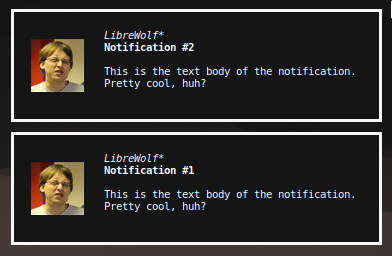 LibreWolf*
Notification #2
This is the text body of the notification.
Pretty cool, huh?
LibreWolf*
Notification #1
This is the text body of the notification.
Pretty cool, huh?